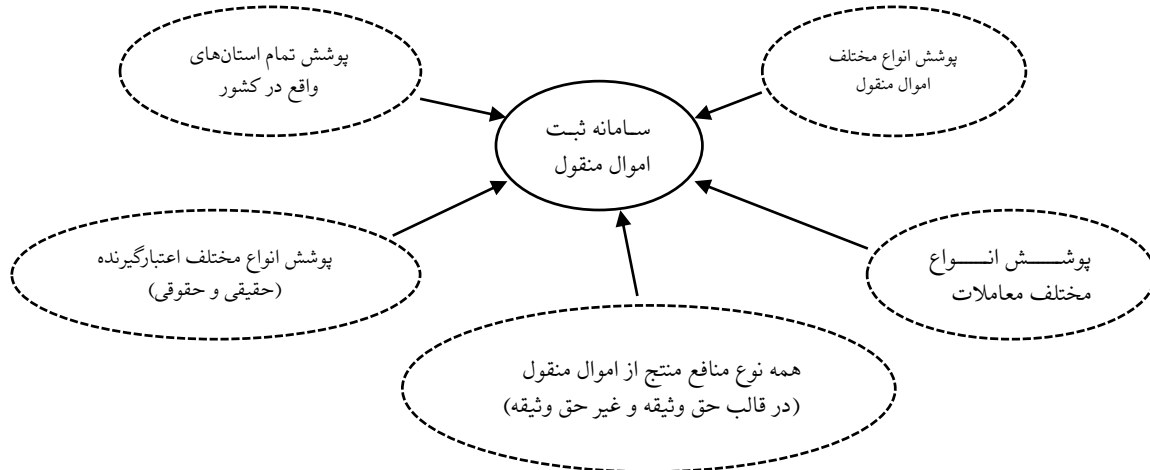 پوشش انواع مختلف
اموال منقول
پوشش تمام استان‌های
واقع در کشور
سامانه ثبت
اموال منقول
پوشش انواع
مختلف معاملات
پوشش انواع مختلف اعتبارگیرنده
(حقیقی و حقوقی)
همه نوع منافع منتج از اموال منقول
(در قالب حق وثیقه و غیر حق وثیقه)